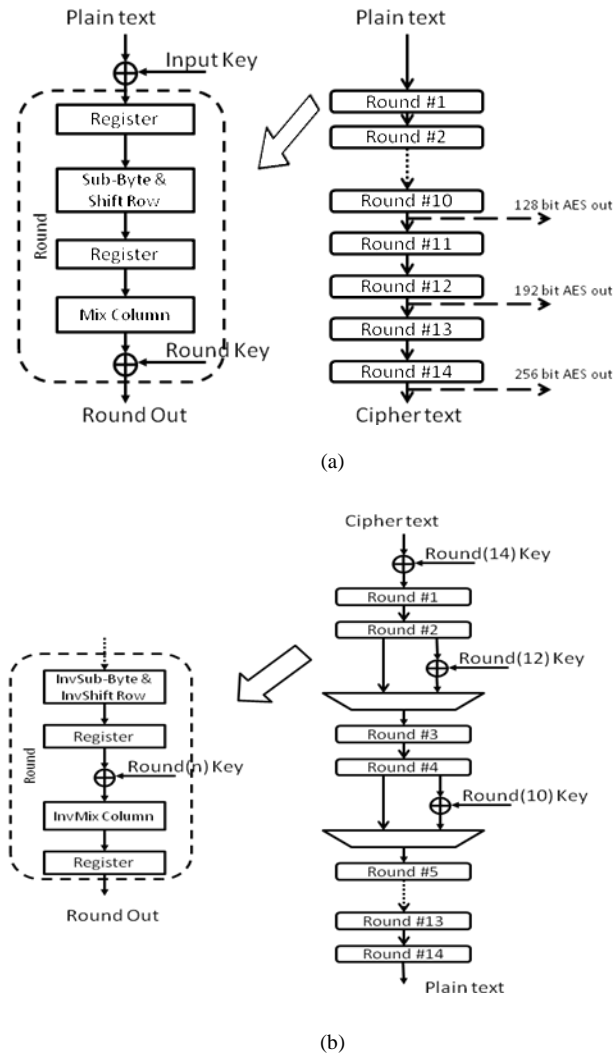 Plain text
Input Key
Register
Sub-Byte &
Shift Row
Register
Mix Column
Round Key
Round
Round Out
Plain text
Round #1
Round #2
Round #10
128 bit AES out
Round #11
Round #12
192 bit AES out
Round #13
Round #14
256 bit AES out
Cipher text
(a)
InvSub-Byte &
InvShift Row
Register
Round(n) Key
InvMix Column
Register
Round
Round Out
Cipher text
Round(14) Key
Round #1
Round #2
Round(12) Key
Round #3
Round #4
Round(10) Key
Round #5
Round #13
Round #14
Plain text
(b)